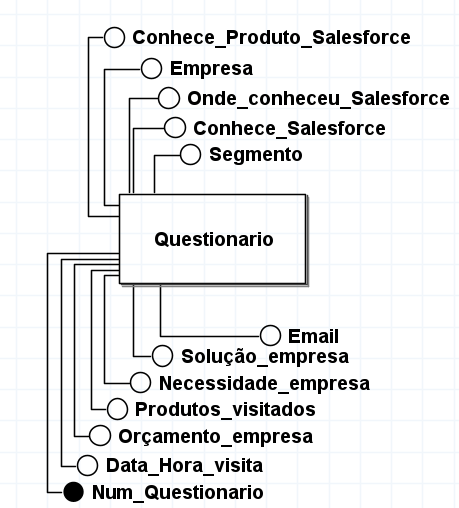 Conhece_Produto_Salesforce
Empresa
Onde_conheceu_Salesforce
Conhece_Salesforce
Segmento
Questionario
Email
Solução_empresa
Necessidade_empresa
Produtos_visitados
Orçamento_empresa
Data_Hora_visita
Num_Questionario